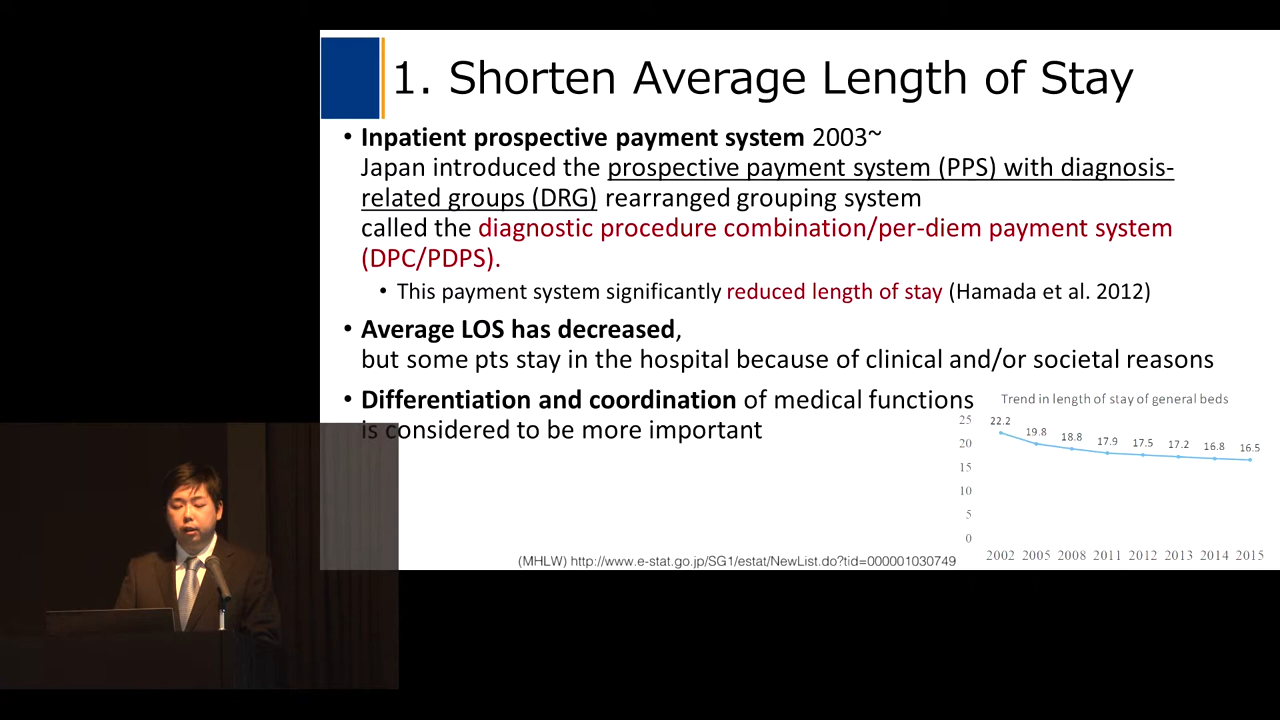 1. Shorten Average Length of Stay
• Inpatient prospective payment system 2003~
Japan introduced the prospective payment system (PPS) with diagnosis-
related groups (DRG) rearranged grouping system
called the diagnostic procedure combination/per-diem payment system
(DPC/PDPS).
• This payment system significantly reduced length of stay (Hamada et al. 2012)
• Average LOS has decreased,
but some pts stay in the hospital because of clinical and/or societal reasons
• Differentiation and coordination of medical functions
is considered to be more important
Trend in length of stay of general beds
25
20
15
10
5
0
22.2 19.8 18.8 17.9 17.5 17.2 16.8 16.5
2002 2005 2008 2011 2012 2013 2014 2015
(MHLW) http://www.e-stat.go.jp/SG1/estat/NewList.do?tid=000001030749